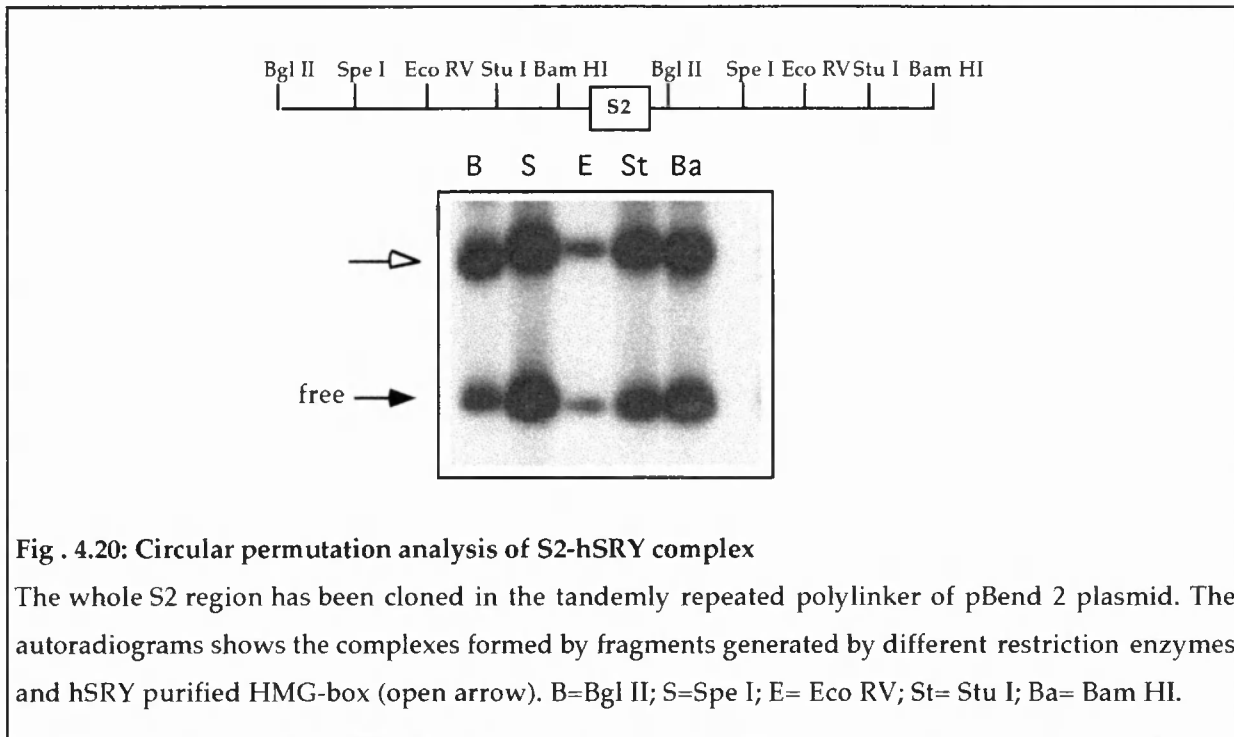 Bgl II Spe I Eco RV Stu I Bam HI Bgl II Spe I Eco RV Stu I Bam HI
S2
B S E St Ba
free
Fig . 4.20: Circular permutation analysis of S2-hSRY complex
The whole S2 region has been cloned in the tandemly repeated polylinker of pBend 2 plasmid. The
autoradiograms shows the complexes formed by fragments generated by different restriction enzymes
and hSRY purified HMG-box (open arrow). B=Bgl II; S=Spe I; E= Eco RV; St= Stu I; Ba= Bam HI.